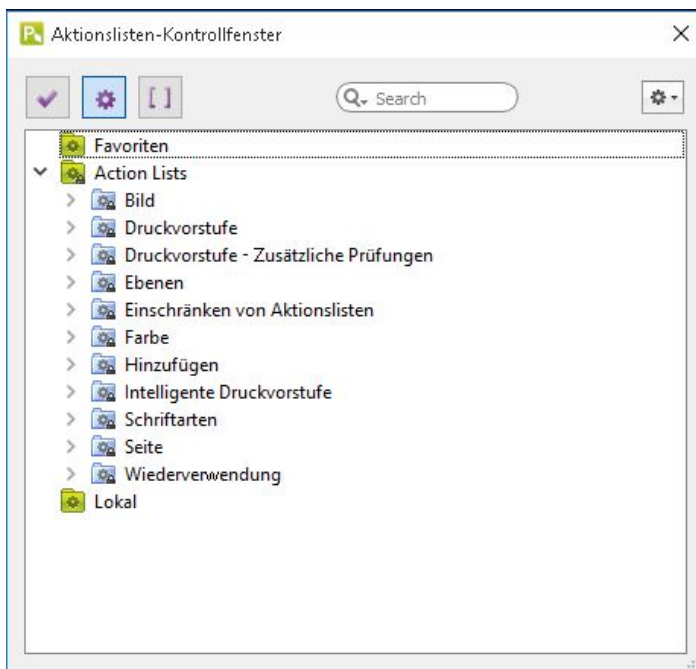 Aktionslisten-Kontrollfenster
Search
Favoriten
Action Lists
Bild
Druckvorstufe
Druckvorstufe - Zusätzliche Prüfungen
Ebenen
Einschränken von Aktionslisten
Farbe
Hinzufügen
Intelligente Druckvorstufe
Schriftarten
Seite
Wiederverwendung
Lokal